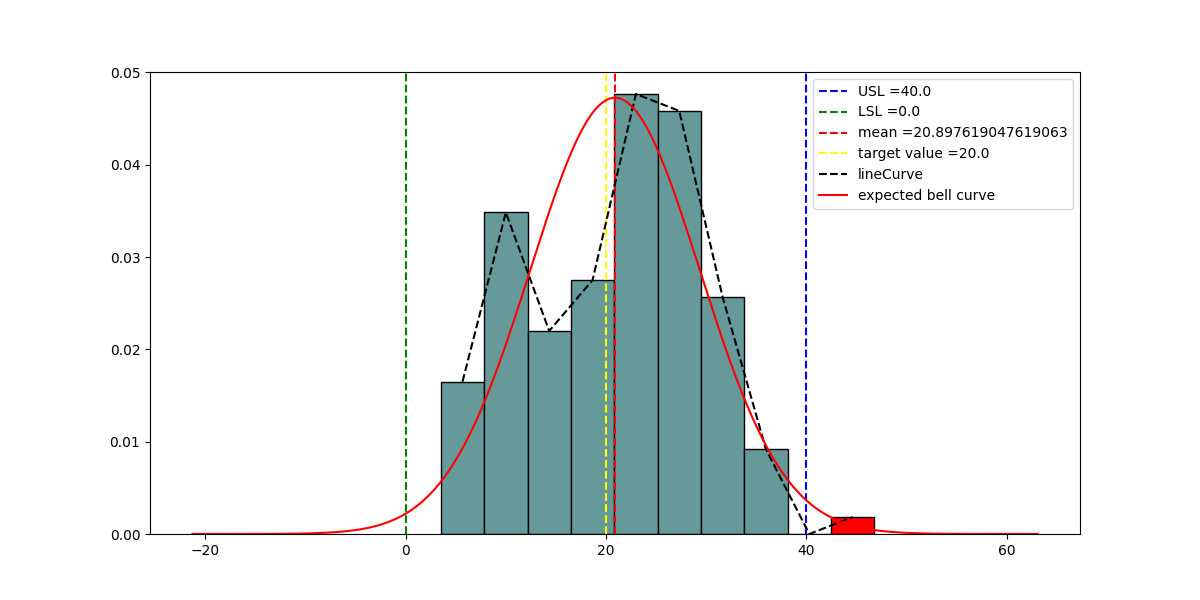 0.05
0.04
0.03
0.02
0.01
0.00
−20
0
20
40
60
USL =40.0
LSL =0.0
mean =20.897619047619063
target value =20.0
lineCurve
expected bell curve